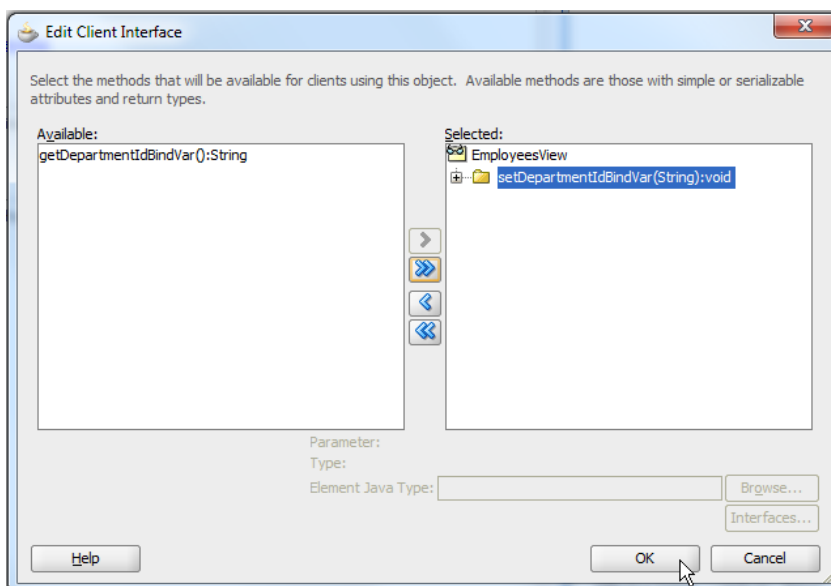 Edit Client Interface
Select the methods that will be available for clients using this object.  Available methods are those with simple or serializable
attributes and return types.
Available:
getDepartmentIdBindVar():String
Selected:
EmployeesView
setDepartmentIdBindVar(String):void
Parameter:
Type:
Element Java Type:
Browse...
Interfaces...
Help
OK
Cancel